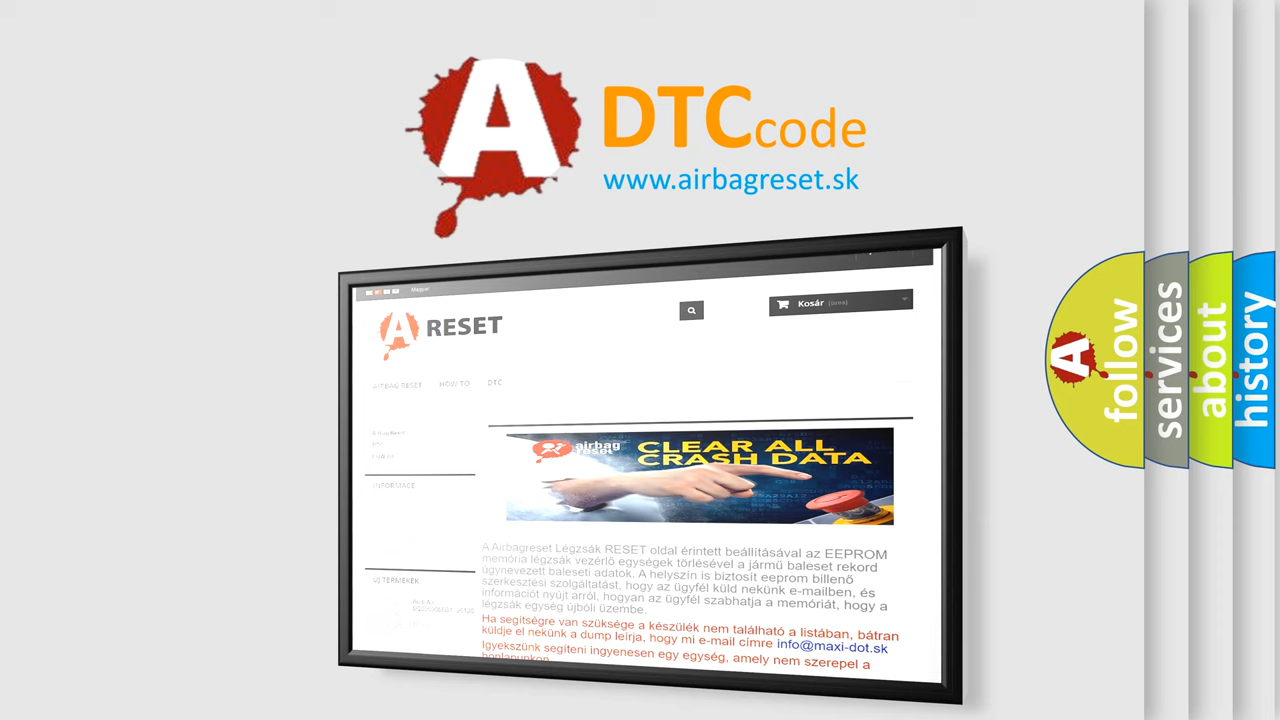 A DTC code
www.airbagreset.sk
Magyar
Kosár (üres)
A RESET
AIRBAG RESET HOW TO DTC
airbag
reset
CLEAR ALL
CRASH DATA
DTC
INFORMACE
A Airbagreset Légzsák RESET oldal érintett beállításával az EEPROM
memória légzsák vezérlő egységek törlésével a jármű baleset rekord
úgynevezett baleseti adatok. A helyszín is biztosít eeprom billenő
szerkesztési szolgáltatást, hogy az ügyfél küld nekünk e-mailben, és
információt nyújt arról, hogyan az ügyfél szabhatja a memóriát, hogy a
légzsák egység újbóli üzembe.
ÚJ TERMÉKEK
Ha segítségre van szüksége a készülék nem található a listában, bátran
küldje el nekünk a dump leírja, hogy mi e-mail címre info@maxi-dot.sk
Igyekszünk segíteni ingyenesen egy egység, amely nem szerepel a
honlapunkon
A follow
services
about
history